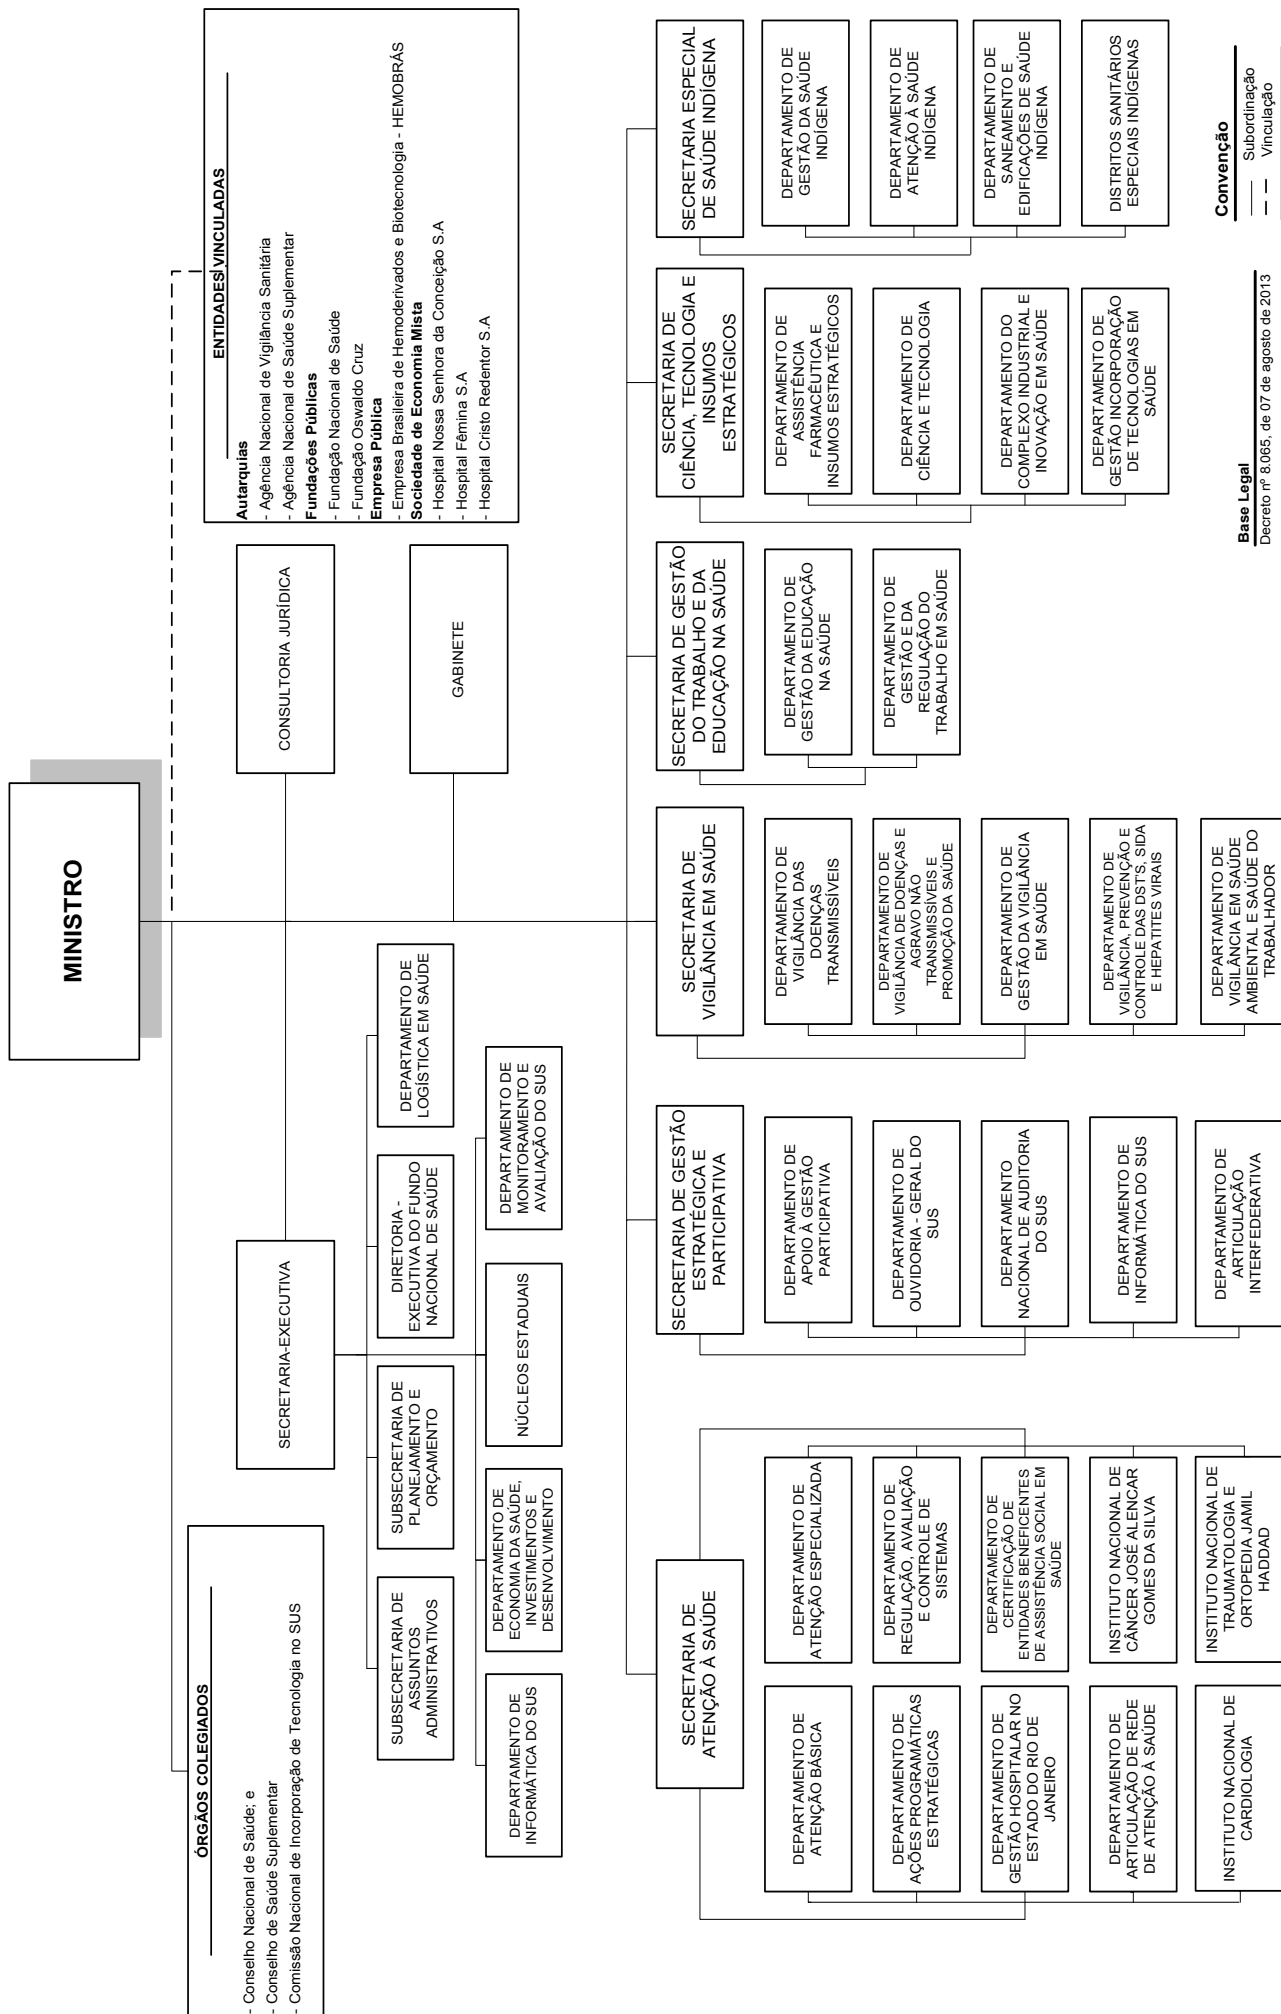 MINISTRO
ÓRGÃOS COLEGIADOS
- Conselho Nacional de Saúde; e
- Conselho de Saúde Suplementar
- Comissão Nacional de Incorporação de Tecnologia no SUS
SECRETARIA-EXECUTIVA
CONSULTORIA JURÍDICA
GABINETE
ENTIDADES VINCULADAS
Autarquias
- Agência Nacional de Vigilância Sanitária
- Agência Nacional de Saúde Suplementar
Fundações Públicas
- Fundação Nacional de Saúde
- Fundação Oswaldo Cruz
Empresa Pública
- Empresa Brasileira de Hemoderivados e Biotecnologia - HEMOBRÁS
Sociedade de Economia Mista
- Hospital Nossa Senhora da Conceição S.A
- Hospital Fêmina S.A
- Hospital Cristo Redentor S.A
SUBSECRETARIA DE
ASSUNTOS
ADMINISTRATIVOS
SUBSECRETARIA DE
PLANEJAMENTO E
ORÇAMENTO
DIRETORIA -
EXECUTIVA DO FUNDO
NACIONAL DE SAÚDE
DEPARTAMENTO DE
LOGÍSTICA EM SAÚDE
DEPARTAMENTO DE
INFORMÁTICA DO SUS
DEPARTAMENTO DE
ECONOMIA DA SAÚDE,
INVESTIMENTOS E
DESENVOLVIMENTO
NÚCLEOS ESTADUAIS
DEPARTAMENTO DE
MONITORAMENTO E
AVALIAÇÃO DO SUS
SECRETARIA DE
ATENÇÃO À SAÚDE
DEPARTAMENTO DE
ATENÇÃO BÁSICA
DEPARTAMENTO DE
ATENÇÃO ESPECIALIZADA
DEPARTAMENTO DE
AÇÕES PROGRAMÁTICAS
ESTRATÉGICAS
DEPARTAMENTO DE
REGULAÇÃO, AVALIAÇÃO
E CONTROLE DE
SISTEMAS
DEPARTAMENTO DE
GESTÃO HOSPITALAR NO
ESTADO DO RIO DE
JANEIRO
DEPARTAMENTO DE
CERTIFICAÇÃO DE
ENTIDADES BENEFICENTES
DE ASSISTÊNCIA SOCIAL EM
SAÚDE
DEPARTAMENTO DE
ARTICULAÇÃO DE REDE
DE ATENÇÃO À SAÚDE
INSTITUTO NACIONAL DE
CÂNCER JOSÉ ALENCAR
GOMES DA SILVA
INSTITUTO NACIONAL DE
CARDIOLOGIA
INSTITUTO NACIONAL DE
TRAUMATOLOGIA E
ORTOPEDIA JAMIL
HADDAD
SECRETARIA DE GESTÃO
ESTRATÉGICA E
PARTICIPATIVA
DEPARTAMENTO DE
APOIO À GESTÃO
PARTICIPATIVA
DEPARTAMENTO DE
OUVIDORIA - GERAL DO
SUS
DEPARTAMENTO
NACIONAL DE AUDITORIA
DO SUS
DEPARTAMENTO DE
INFORMÁTICA DO SUS
DEPARTAMENTO DE
ARTICULAÇÃO
INTERFEDERATIVA
SECRETARIA DE
VIGILÂNCIA EM SAÚDE
DEPARTAMENTO DE
VIGILÂNCIA DAS
DOENÇAS
TRANSMISSÍVEIS
DEPARTAMENTO DE
VIGILÂNCIA DE DOENÇAS E
AGRAVO NÃO
TRANSMISSÍVEIS E
PROMOÇÃO DA SAÚDE
DEPARTAMENTO DE
GESTÃO DA VIGILÂNCIA
EM SAÚDE
DEPARTAMENTO DE
VIGILÂNCIA, PREVENÇÃO E
CONTROLE DAS DST'S, SIDA
E HEPATITES VIRAIS
DEPARTAMENTO DE
VIGILÂNCIA EM SAÚDE
AMBIENTAL E SAÚDE DO
TRABALHADOR
SECRETARIA DE GESTÃO
DO TRABALHO E DA
EDUCAÇÃO NA SAÚDE
DEPARTAMENTO DE
GESTÃO DA EDUCAÇÃO
NA SAÚDE
DEPARTAMENTO DE
GESTÃO E DA
REGULAÇÃO DO
TRABALHO EM SAÚDE
SECRETARIA DE
CIÊNCIA, TECNOLOGIA E
INSUMOS
ESTRATÉGICOS
DEPARTAMENTO DE
ASSISTÊNCIA
FARMACÊUTICA E
INSUMOS ESTRATÉGICOS
DEPARTAMENTO DE
CIÊNCIA E TECNOLOGIA
DEPARTAMENTO DO
COMPLEXO INDUSTRIAL E
INOVAÇÃO EM SAÚDE
DEPARTAMENTO DE
GESTÃO INCORPORAÇÃO
DE TECNOLOGIAS EM
SAÚDE
SECRETARIA ESPECIAL
DE SAÚDE INDÍGENA
DEPARTAMENTO DE
GESTÃO DA SAÚDE
INDÍGENA
DEPARTAMENTO DE
ATENÇÃO À SAÚDE
INDÍGENA
DEPARTAMENTO DE
SANEAMENTO E
EDIFICAÇÕES DE SAÚDE
INDÍGENA
DISTRITOS SANITÁRIOS
ESPECIAIS INDÍGENAS
Base Legal
Decreto nº 8.065, de 07 de agosto de 2013
Convenção
Subordinação
Vinculação